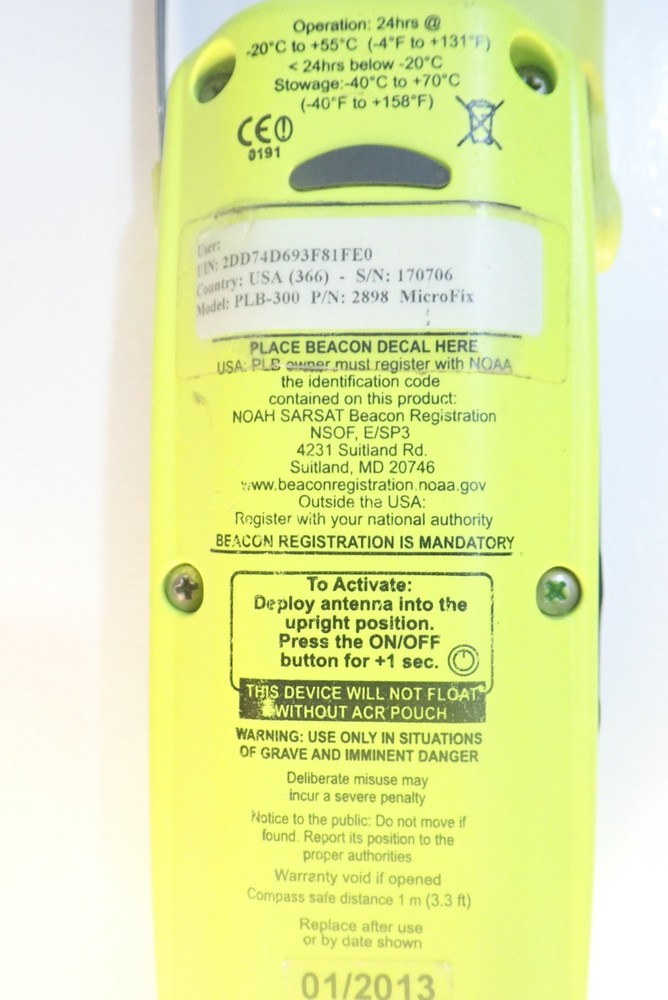 Operation: 24hrs @
-20°C to +55°C (-4°F to +131°F)
< 24hrs below -20°C
Stowage:-40°C to +70°C
(-40°F to +158°F)
CE
0191
User:
UIN: 2DD74D693F81FE0
Country: USA (366) - S/N: 170706
Model: PLB-300 P/N: 2898 MicroFix
PLACE BEACON DECAL HERE
USA: PLB owner must register with NOAA
the identification code
contained on this product:
NOAH SARSAT Beacon Registration
NSOF, E/SP3
4231 Suitland Rd.
Suitland, MD 20746
www.beaconregistration.noaa.gov
Outside the USA:
Register with your national authority
BEACON REGISTRATION IS MANDATORY
To Activate:
Deploy antenna into the
upright position.
Press the ON/OFF
button for +1 sec.
THIS DEVICE WILL NOT FLOAT
WITHOUT ACR POUCH
WARNING: USE ONLY IN SITUATIONS
OF GRAVE AND IMMINENT DANGER
Deliberate misuse may
incur a severe penalty
Notice to the public: Do not move if
found. Report its position to the
proper authorities
Warranty void if opened
Compass safe distance 1 m (3.3 ft)
Replace after use
or by date shown
01/2013